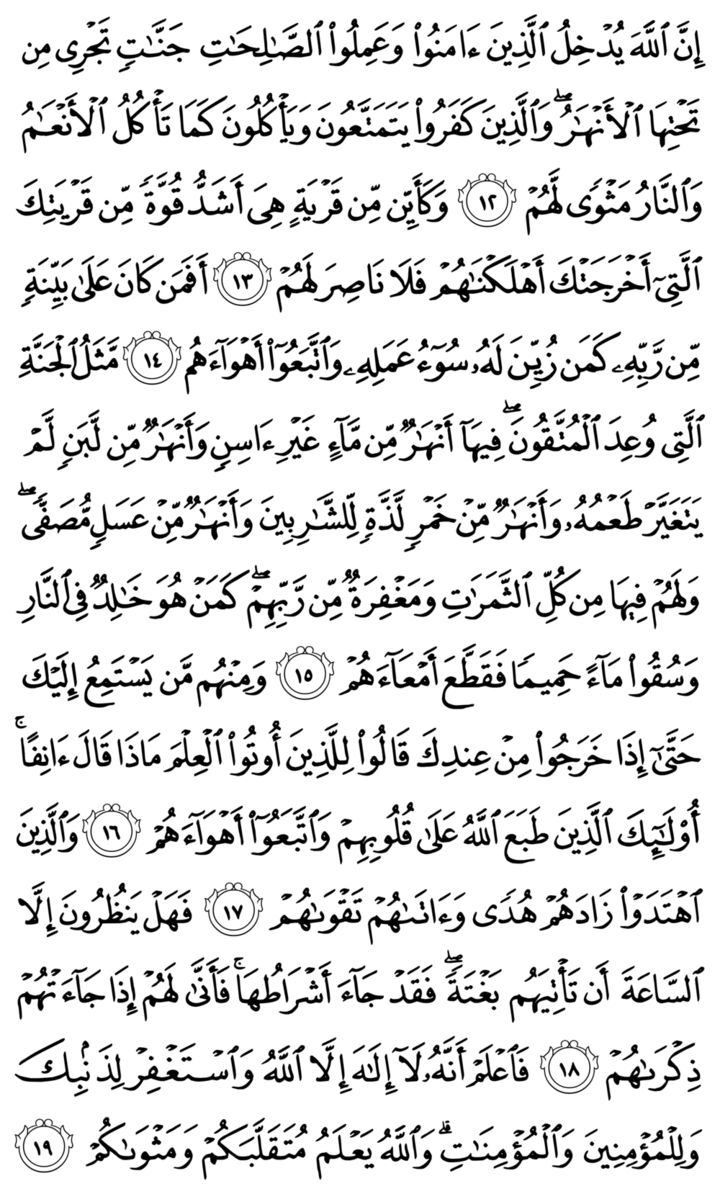 إِنَّ ٱللَّهَ يُدۡخِلُ ٱلَّذِينَ ءَامَنُواْ وَعَمِلُواْ ٱلصَّٰلِحَٰتِ جَنَّٰتٖ تَجۡرِي مِن
تَحۡتِهَا ٱلۡأَنۡهَٰرُۖ وَٱلَّذِينَ كَفَرُواْ يَتَمَتَّعُونَ وَيَأۡكُلُونَ كَمَا تَأۡكُلُ ٱلۡأَنۡعَٰمُ
وَٱلنَّارُ مَثۡوٗى لَّهُمۡ ١٢ وَكَأَيِّن مِّن قَرۡيَةٍ هِيَ أَشَدُّ قُوَّةٗ مِّن قَرۡيَتِكَ
ٱلَّتِيٓ أَخۡرَجَتۡكَ أَهۡلَكۡنَٰهُمۡ فَلَا نَاصِرَ لَهُمۡ ١٣ أَفَمَن كَانَ عَلَىٰ بَيِّنَةٖ
مِّن رَّبِّهِۦ كَمَن زُيِّنَ لَهُۥ سُوٓءُ عَمَلِهِۦ وَٱتَّبَعُوٓاْ أَهۡوَآءَهُم ١٤ مَّثَلُ ٱلۡجَنَّةِ
ٱلَّتِي وُعِدَ ٱلۡمُتَّقُونَۖ فِيهَآ أَنۡهَٰرٞ مِّن مَّآءٍ غَيۡرِ ءَاسِنٖ وَأَنۡهَٰرٞ مِّن لَّبَنٖ لَّمۡ
يَتَغَيَّرۡ طَعۡمُهُۥ وَأَنۡهَٰرٞ مِّنۡ خَمۡرٖ لَّذَّةٖ لِّلشَّٰرِبِينَ وَأَنۡهَٰرٞ مِّنۡ عَسَلٖ مُّصَفّٗىۖ
وَلَهُمۡ فِيهَا مِن كُلِّ ٱلثَّمَرَٰتِ وَمَغۡفِرَةٞ مِّن رَّبِّهِمۡۖ كَمَنۡ هُوَ خَٰلِدٞ فِي ٱلنَّارِ
وَسُقُواْ مَآءً حَمِيمٗا فَقَطَّعَ أَمۡعَآءَهُمۡ ١٥ وَمِنۡهُم مَّن يَسۡتَمِعُ إِلَيۡكَ
حَتَّىٰٓ إِذَا خَرَجُواْ مِنۡ عِندِكَ قَالُواْ لِلَّذِينَ أُوتُواْ ٱلۡعِلۡمَ مَاذَا قَالَ ءَانِفًاۚ
أُوْلَٰٓئِكَ ٱلَّذِينَ طَبَعَ ٱللَّهُ عَلَىٰ قُلُوبِهِمۡ وَٱتَّبَعُوٓاْ أَهۡوَآءَهُمۡ ١٦ وَٱلَّذِينَ
ٱهۡتَدَوۡاْ زَادَهُمۡ هُدٗى وَءَاتَىٰهُمۡ تَقۡوَىٰهُمۡ ١٧ فَهَلۡ يَنظُرُونَ إِلَّا
ٱلسَّاعَةَ أَن تَأۡتِيَهُم بَغۡتَةٗۖ فَقَدۡ جَآءَ أَشۡرَاطُهَاۚ فَأَنَّىٰ لَهُمۡ إِذَا جَآءَتۡهُمۡ
ذِكۡرَىٰهُمۡ ١٨ فَٱعۡلَمۡ أَنَّهُۥ لَآ إِلَٰهَ إِلَّا ٱللَّهُ وَٱسۡتَغۡفِرۡ لِذَنۢبِكَ
وَلِلۡمُؤۡمِنِينَ وَٱلۡمُؤۡمِنَٰتِۗ وَٱللَّهُ يَعۡلَمُ مُتَقَلَّبَكُمۡ وَمَثۡوَىٰكُمۡ ١٩